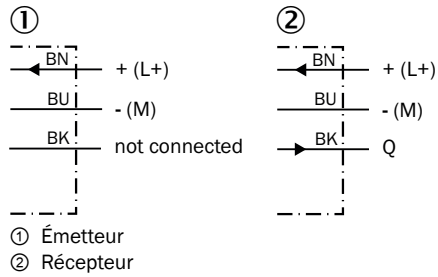 ① ②
BN + (L+) BN + (L+)
BU - (M) BU - (M)
BK not connected BK Q
① Émetteur
② Récepteur